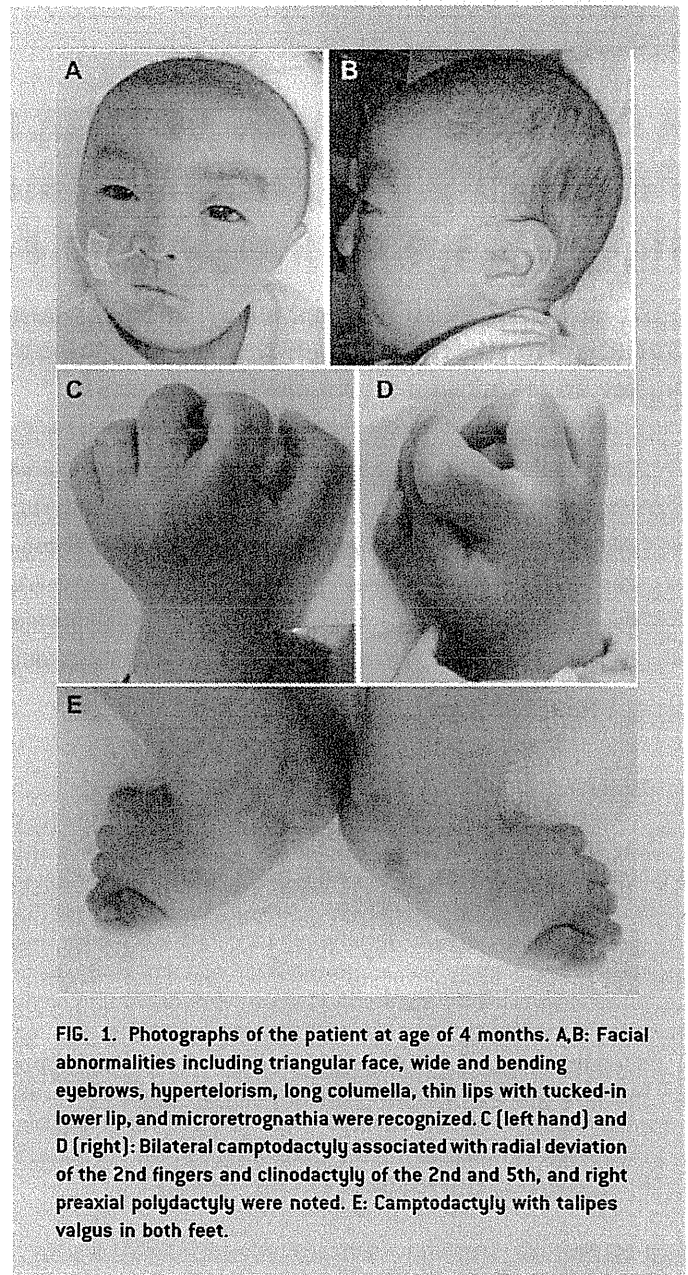 A
B
C
D
E
FIG. 1. Photographs of the patient at age of 4 months. A,B: Facial
abnormalities including triangular face, wide and bending
eyebrows, hypertelorism, long columella, thin lips with tucked-in
lower lip, and microretrognathia were recognized. C (left hand) and
D (right): Bilateral camptodactyly associated with radial deviation
of the 2nd fingers and clinodactyly of the 2nd and 5th, and right
preaxial polydactyly were noted. E: Camptodactyly with talipes
valgus in both feet.